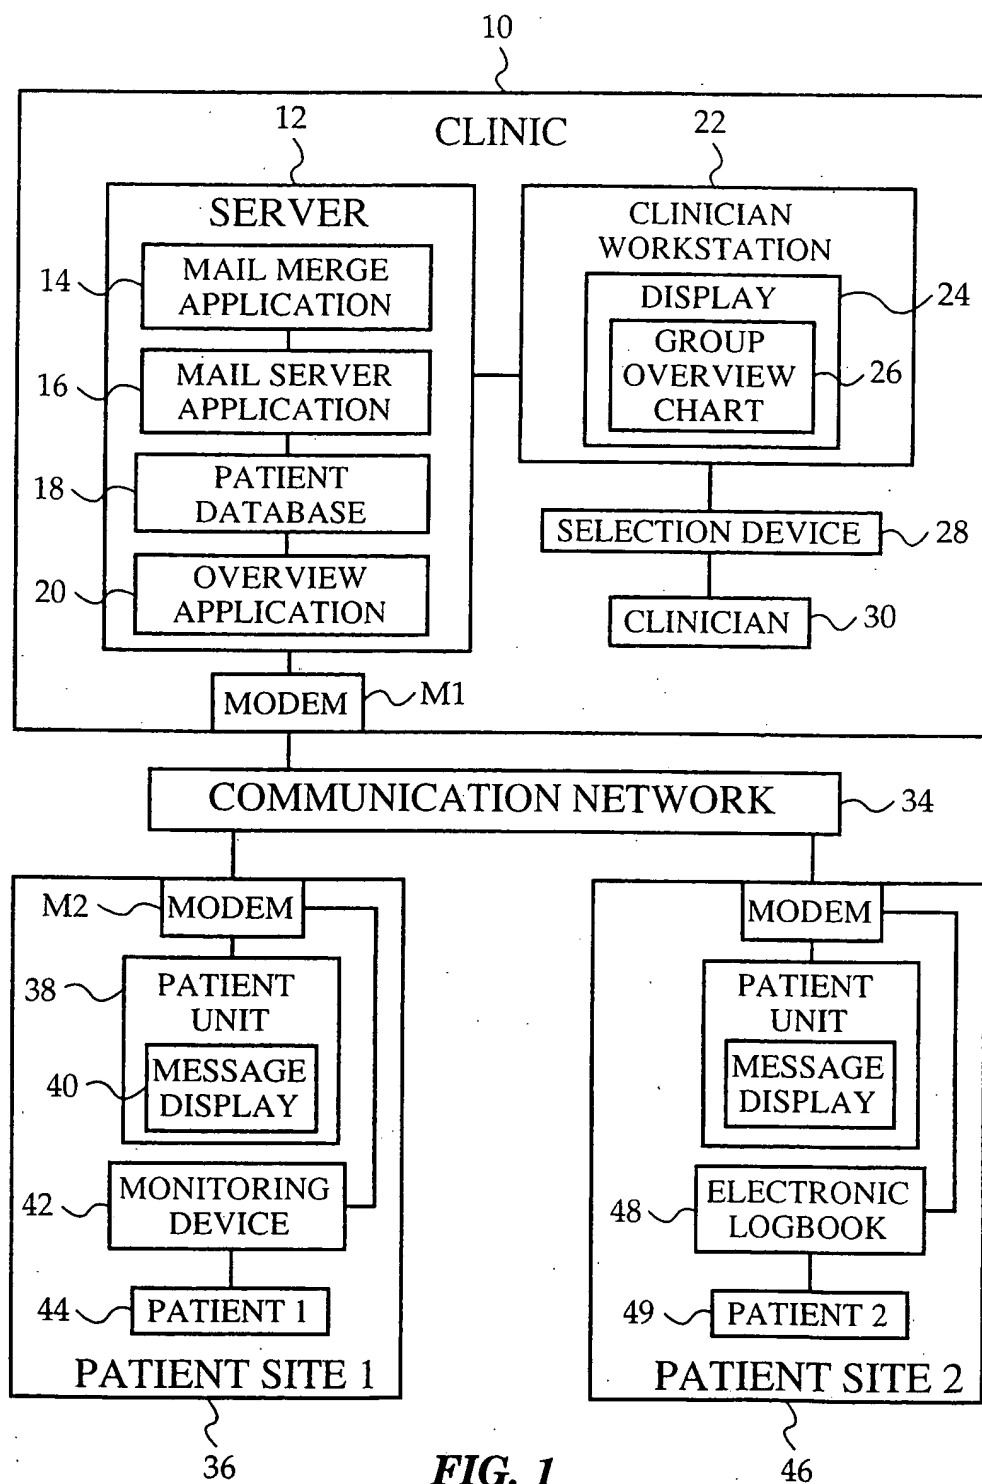 10
CLINIC
12
22
SERVER
CLINICIAN
WORKSTATION
14
MAIL MERGE
APPLICATION
DISPLAY
24
GROUP
OVERVIEW
CHART
26
16
MAIL SERVER
APPLICATION
18
PATIENT
DATABASE
SELECTION DEVICE
28
20
OVERVIEW
APPLICATION
CLINICIAN
30
MODEM
M1
COMMUNICATION NETWORK
34
M2
MODEM
MODEM
38
PATIENT
UNIT
PATIENT
UNIT
40
MESSAGE
DISPLAY
MESSAGE
DISPLAY
42
MONITORING
DEVICE
48
ELECTRONIC
LOGBOOK
44
PATIENT 1
49
PATIENT 2
PATIENT SITE 1
PATIENT SITE 2
36
FIG. 1
46